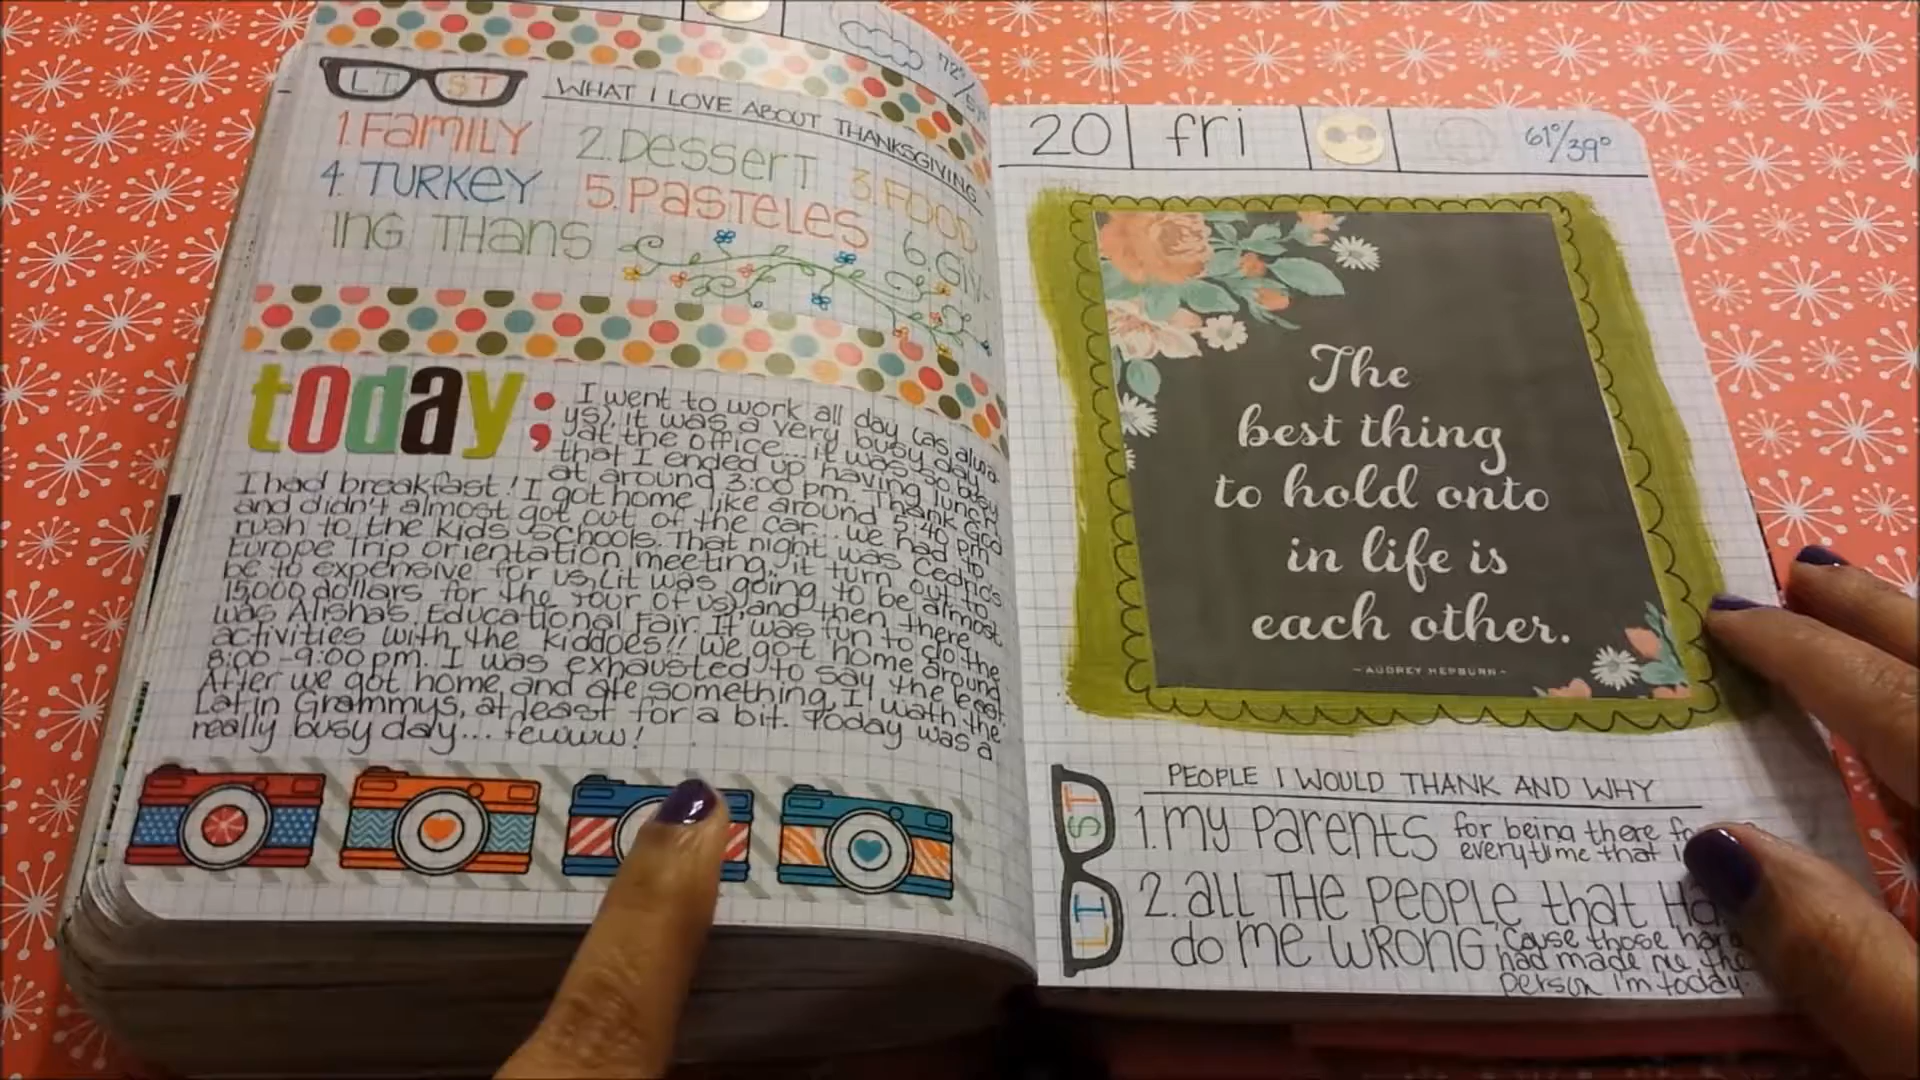 72°/5
LIST
WHAT I LOVE ABOUT THANKSGIVING
1. FAMILY 2. DESSERT 3. FOOD
4. TURKEY 5. PASTELES 6. GIV-
ING THANS
today;
I went to work all day (as alwa-
ys). It was a very busy day
at the office... it was so busy
that I ended up having lunch
at around 3:00 pm. Thank God
I had breakfast! I got home like around 5:40 pm
and didn't almost got out of the car... we had to
rush to the kids schools. That night was Cedric's
Europe Trip orientation meeting; it turn out to
be to expensive for us, (it was going to be almost
15,000 dollars for the four of us), and then there
was Alisha's Educational Fair. It was fun to do the
activities with the kiddoes!! We got home around
8:00-9:00 pm. I was exhausted to say the least.
After we got home and ate something, I wath the
Latin Grammys, at least for a bit. Today was a
really busy day... fewww!
20 fri 61°/39°
The
best thing
to hold onto
in life is
each other.
- AUDREY HEPBURN -
LIST
PEOPLE I WOULD THANK AND WHY
1. my Parents for being there fo
everytime that I
2. all THE PEOPLE that Ha
do me WRONG, 'Cause those hard
had made me the
person I'm today.